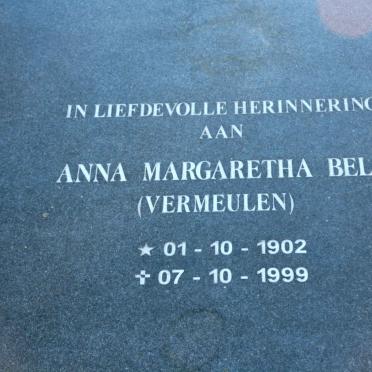 IN LIEFDEVOLLE HERINNERING
AAN
ANNA MARGARETHA BEL
(VERMEULEN)
★ 01 - 10 - 1902
✝ 07 - 10 - 1999